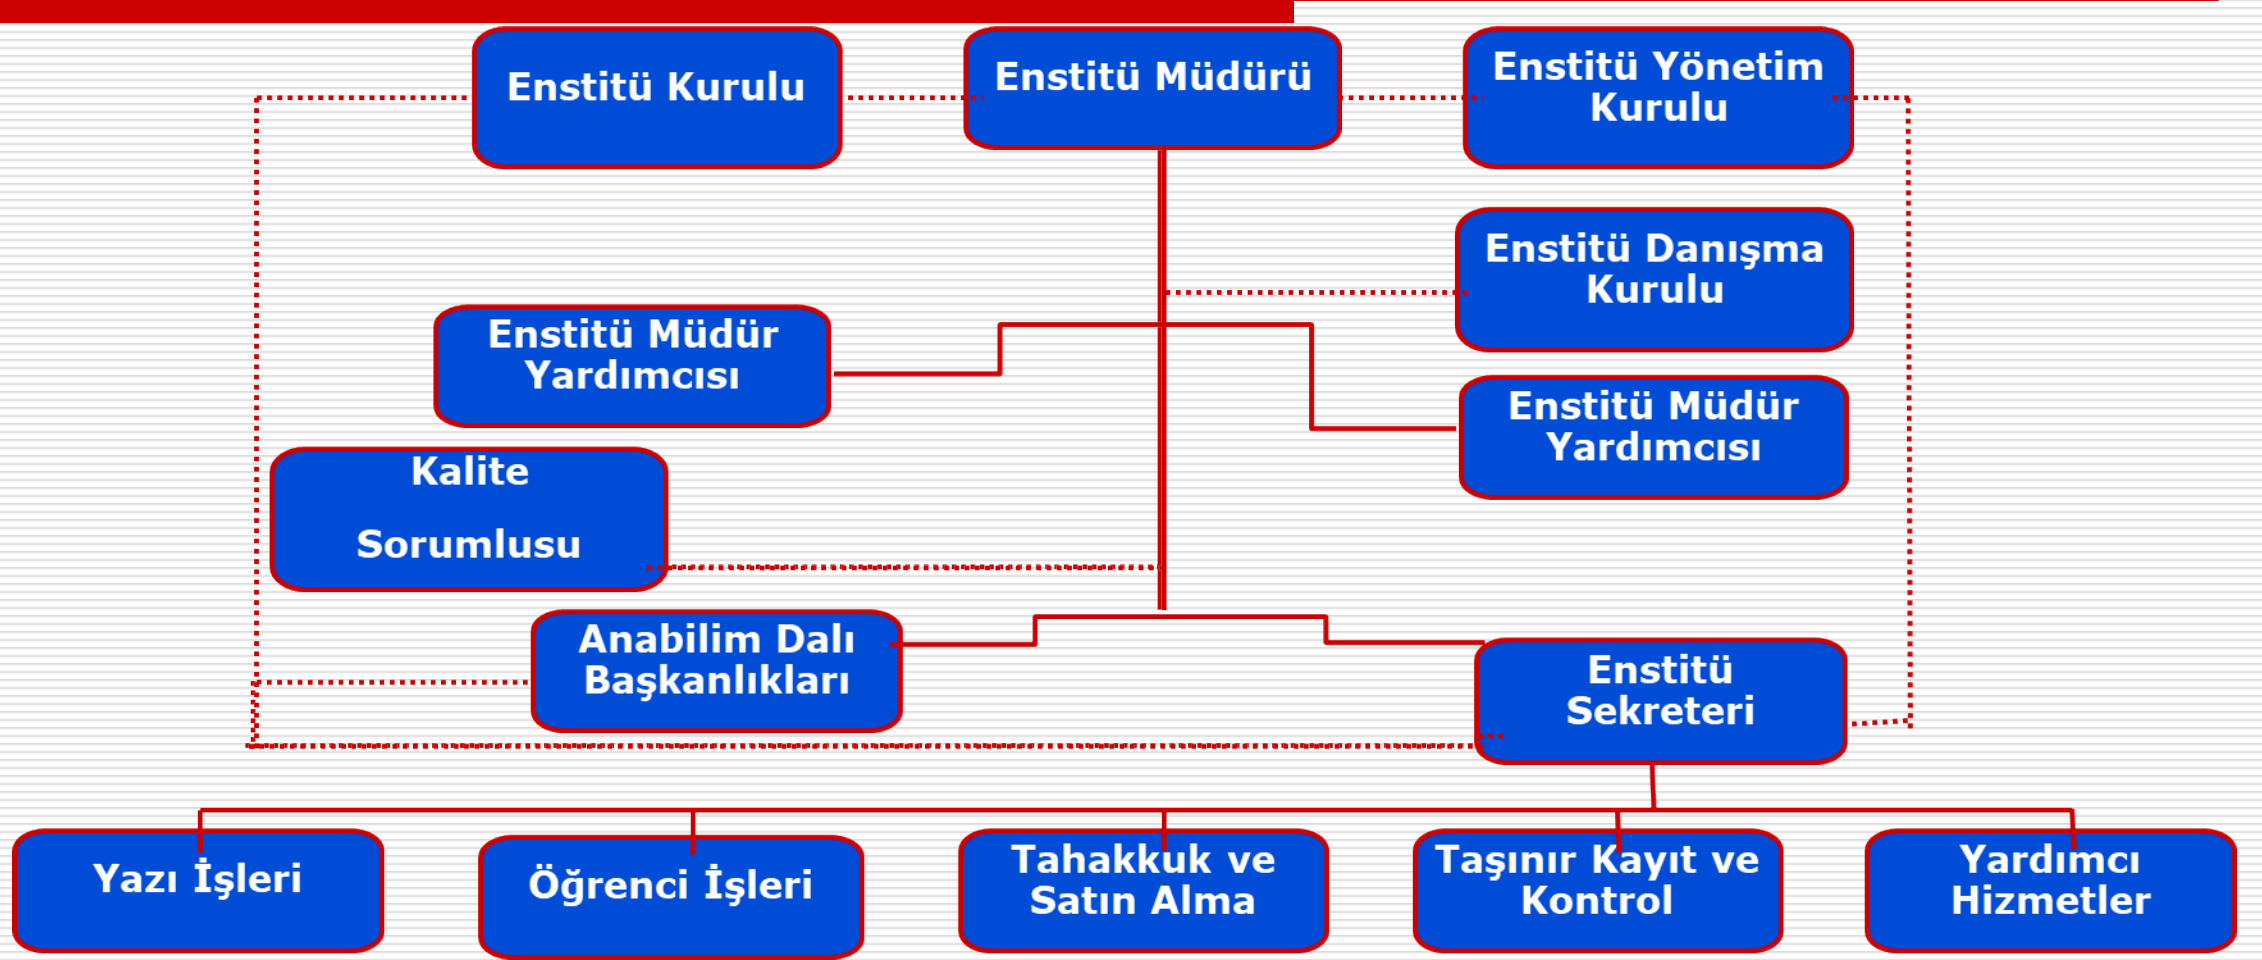 Enstitü Kurulu
Enstitü Müdürü
Enstitü Yönetim
Kurulu
Enstitü Danışma
Kurulu
Enstitü Müdür
Yardımcısı
Enstitü Müdür
Yardımcısı
Kalite
Sorumlusu
Anabilim Dalı
Başkanlıkları
Enstitü
Sekreteri
Yazı İşleri
Öğrenci İşleri
Tahakkuk ve
Satın Alma
Taşınır Kayıt ve
Kontrol
Yardımcı
Hizmetler